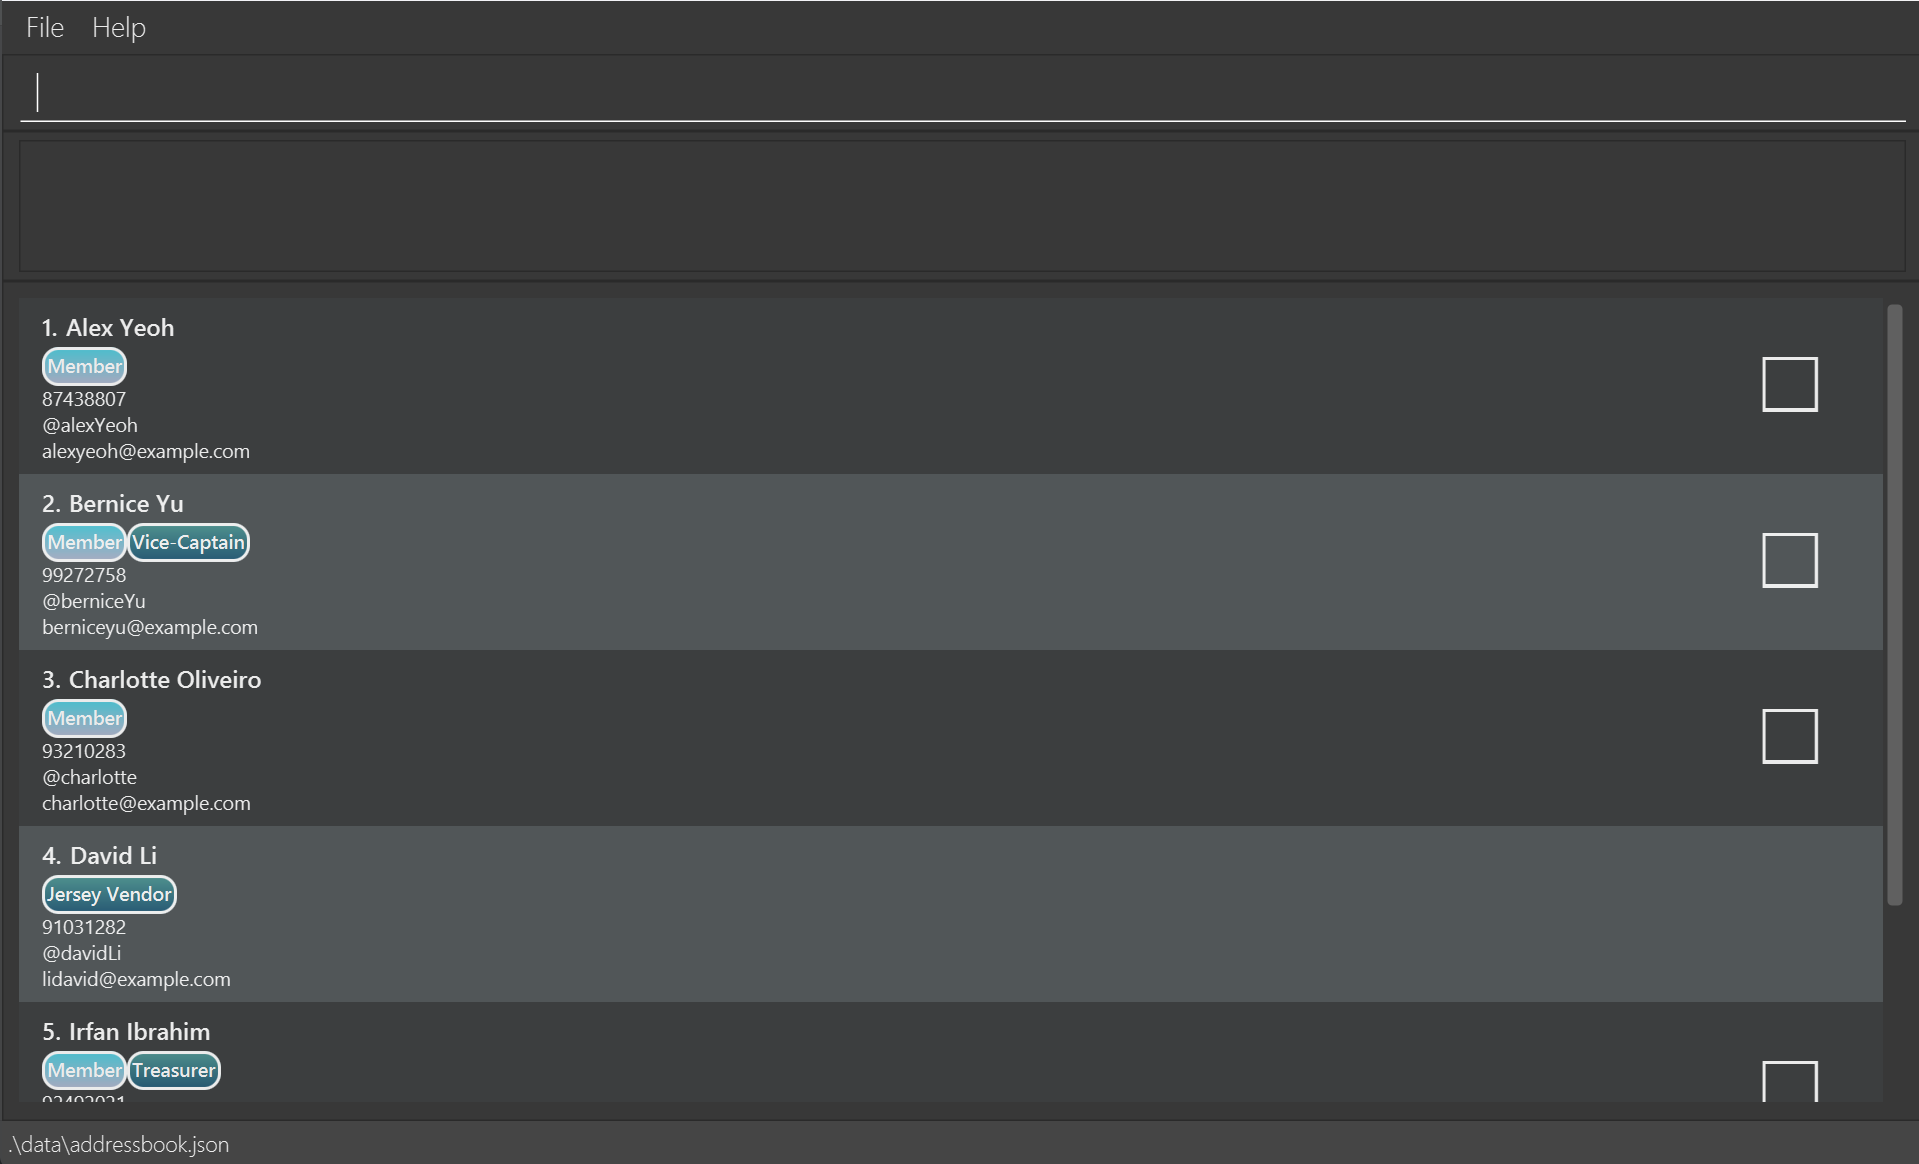 File Help
1. Alex Yeoh
Member
87438807
@alexYeoh
alexyeoh@example.com
2. Bernice Yu
Member Vice-Captain
99272758
@berniceYu
berniceyu@example.com
3. Charlotte Oliveiro
Member
93210283
@charlotte
charlotte@example.com
4. David Li
Jersey Vendor
91031282
@davidLi
lidavid@example.com
5. Irfan Ibrahim
Member Treasurer
.\data\addressbook.json